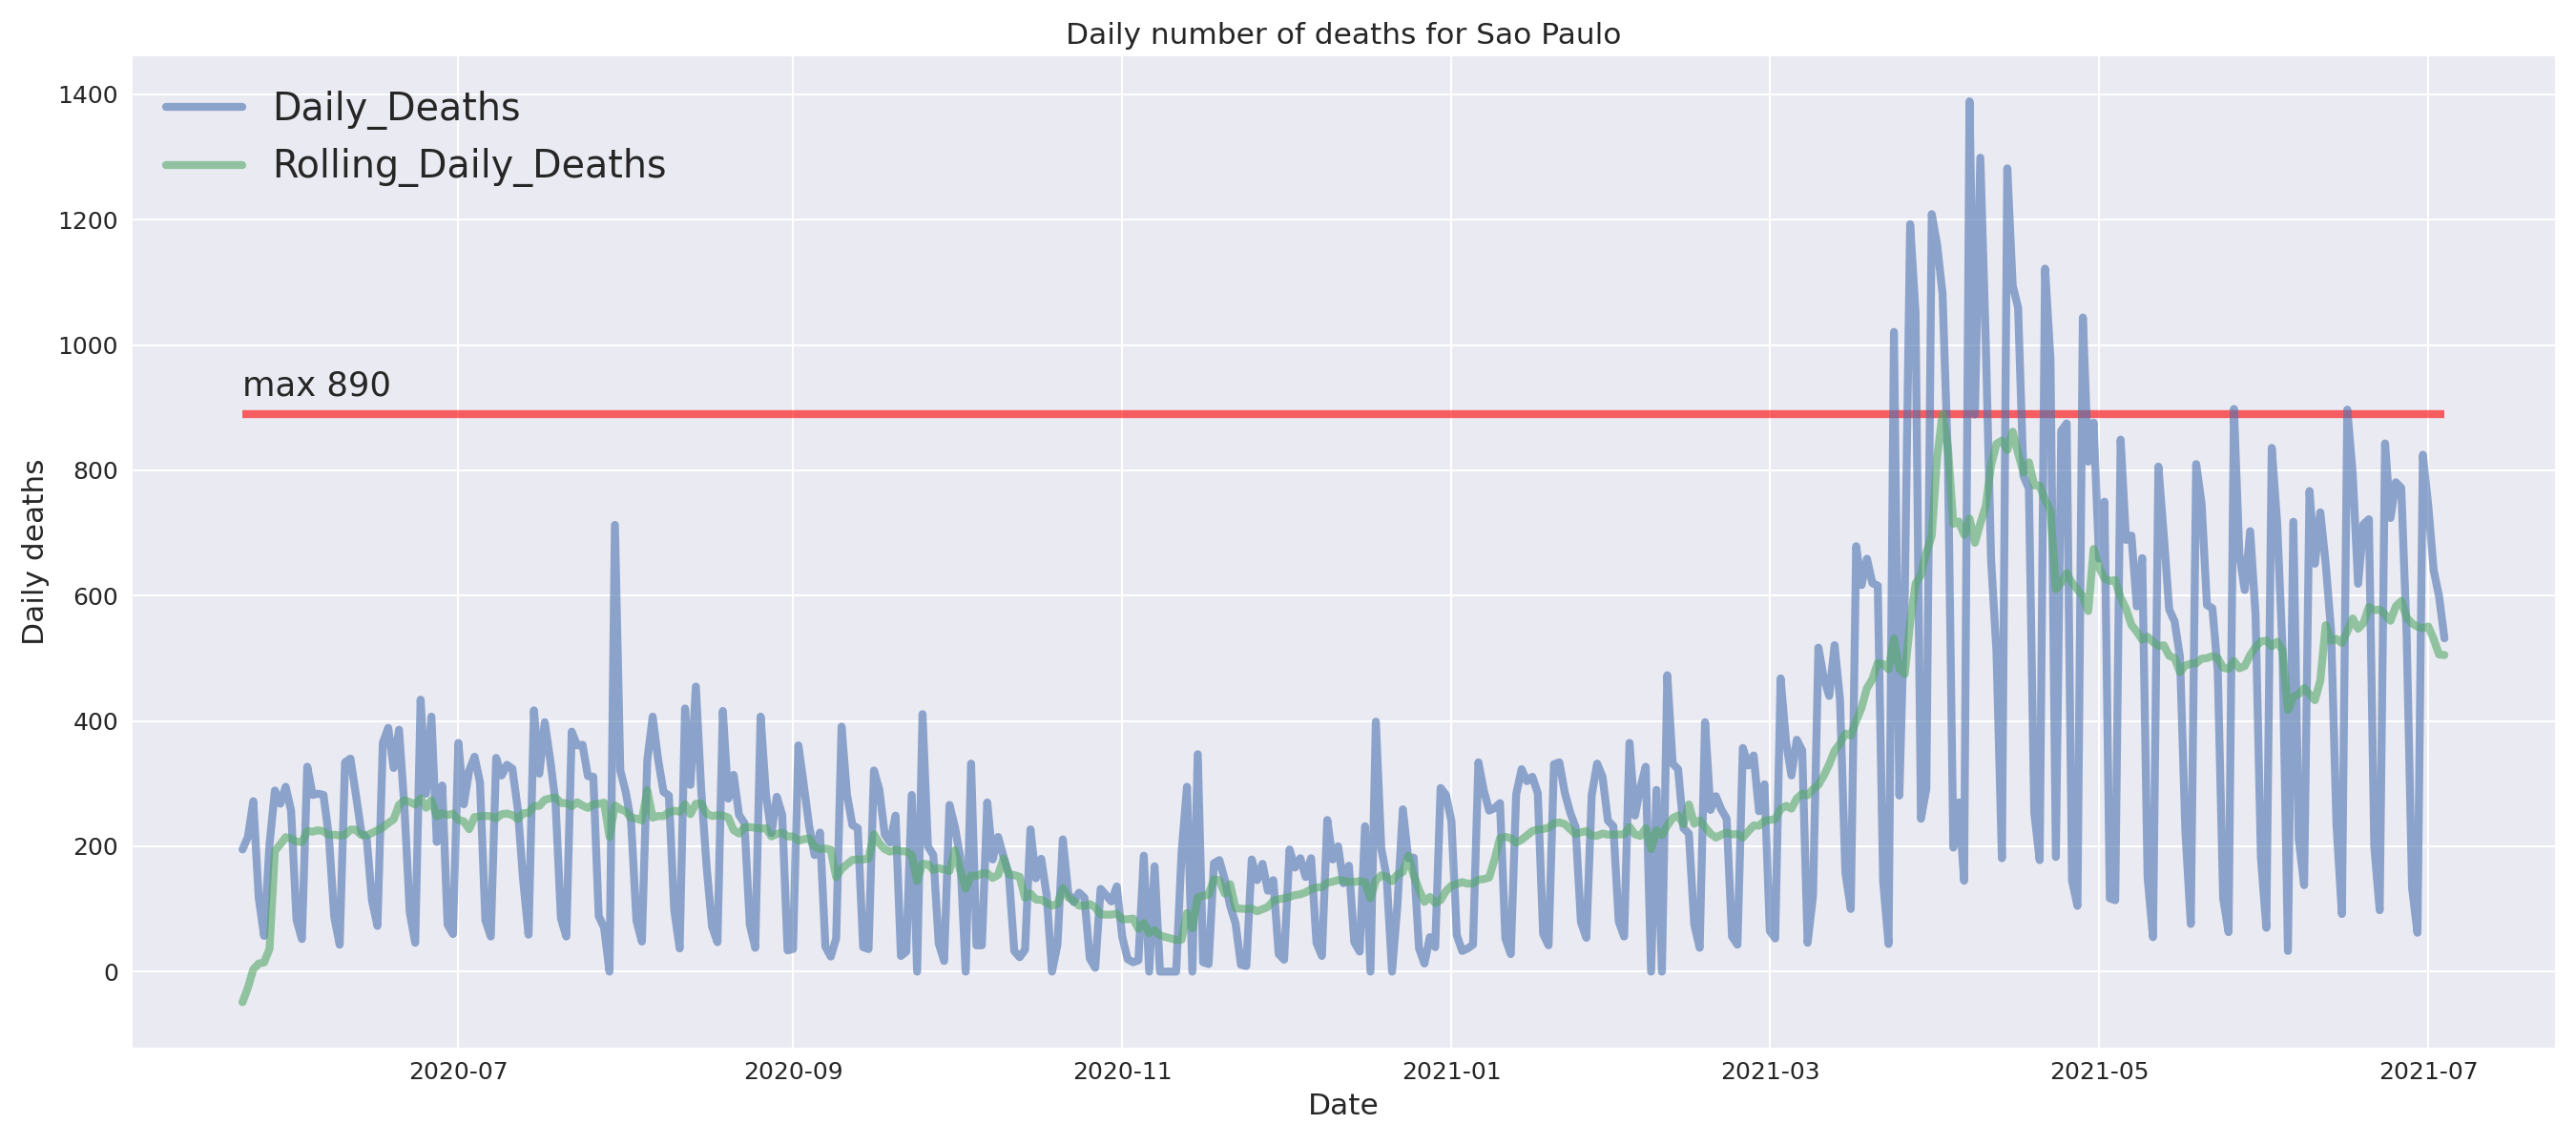 Daily number of deaths for Sao Paulo
Daily_Deaths
Rolling_Daily_Deaths
max 890
Daily deaths
1400
1200
1000
800
600
400
200
0
2020-07
2020-09
2020-11
2021-01
2021-03
2021-05
2021-07
Date